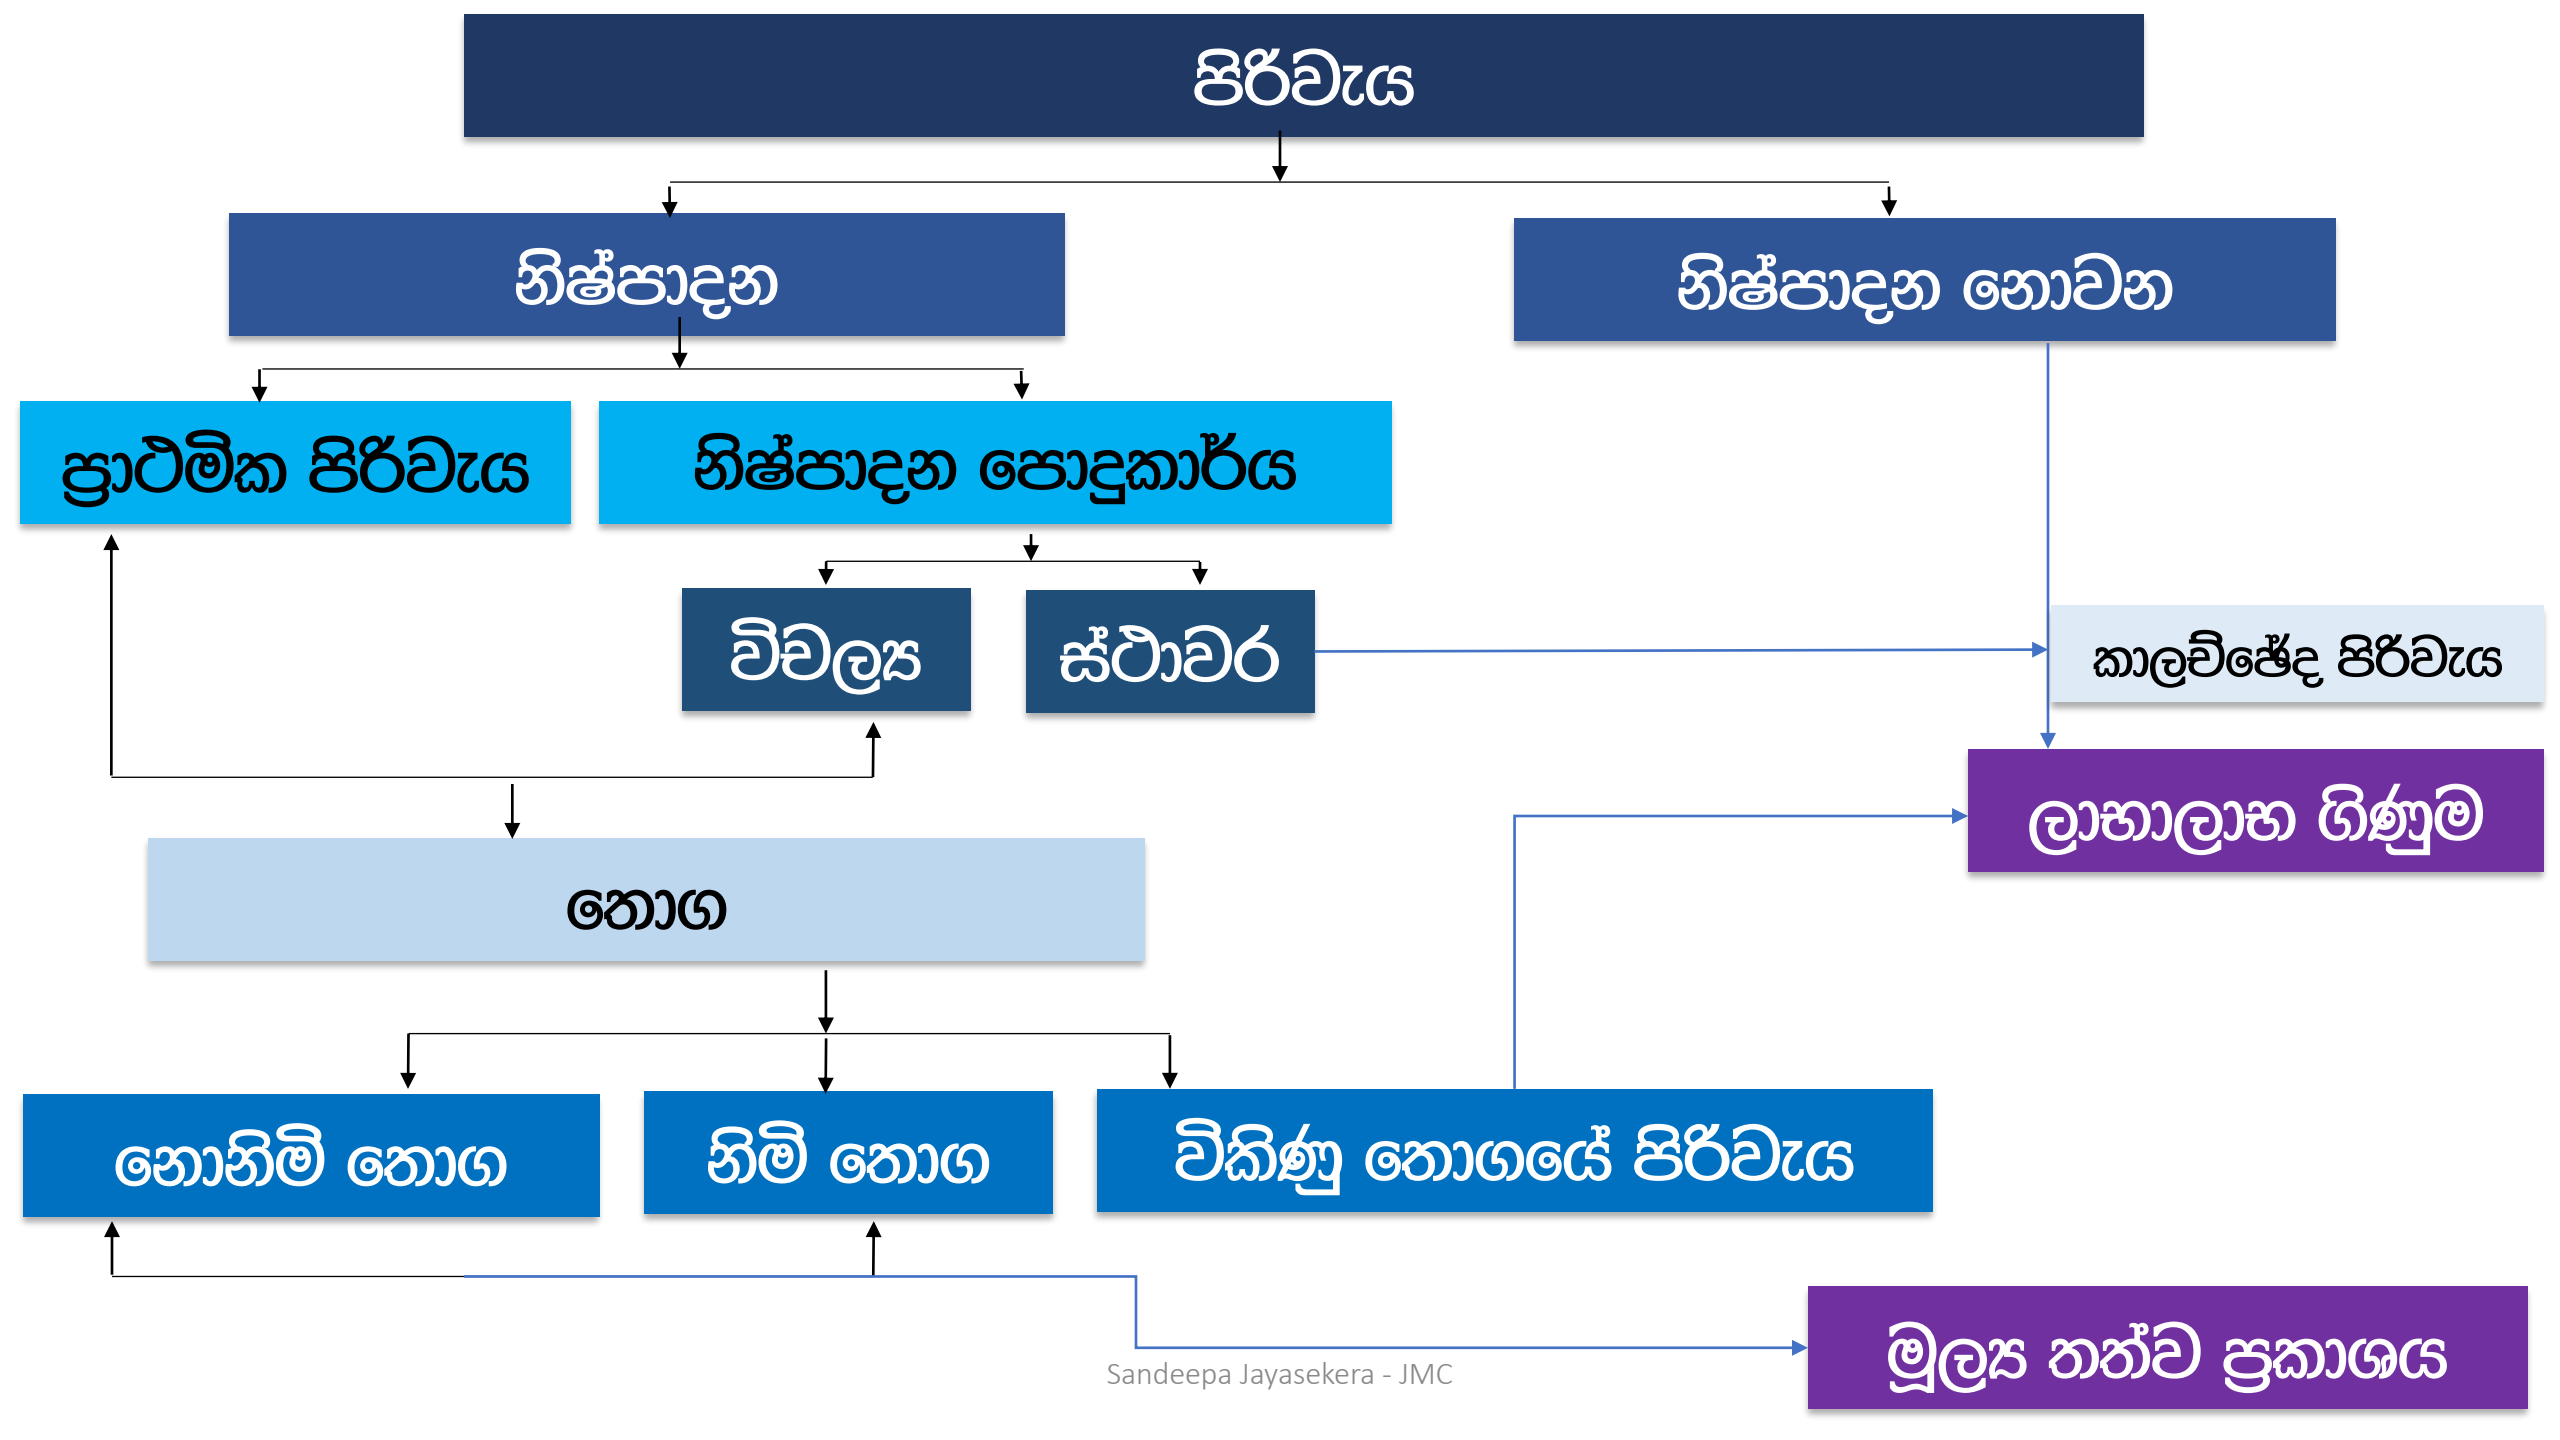 පිරිවැය
නිෂ්පාදන
නිෂ්පාදන නොවන
ප්‍රාථමික පිරිවැය
නිෂ්පාදන පොදුකාර්ය
විචල්‍ය
ස්ථාවර
කාලච්ඡේද පිරිවැය
ලාභාලාභ ගිණුම
තොග
නොනිමි තොග
නිමි තොග
විකිණු තොගයේ පිරිවැය
මූල්‍ය තත්ව ප්‍රකාශය
Sandeepa Jayasekera - JMC